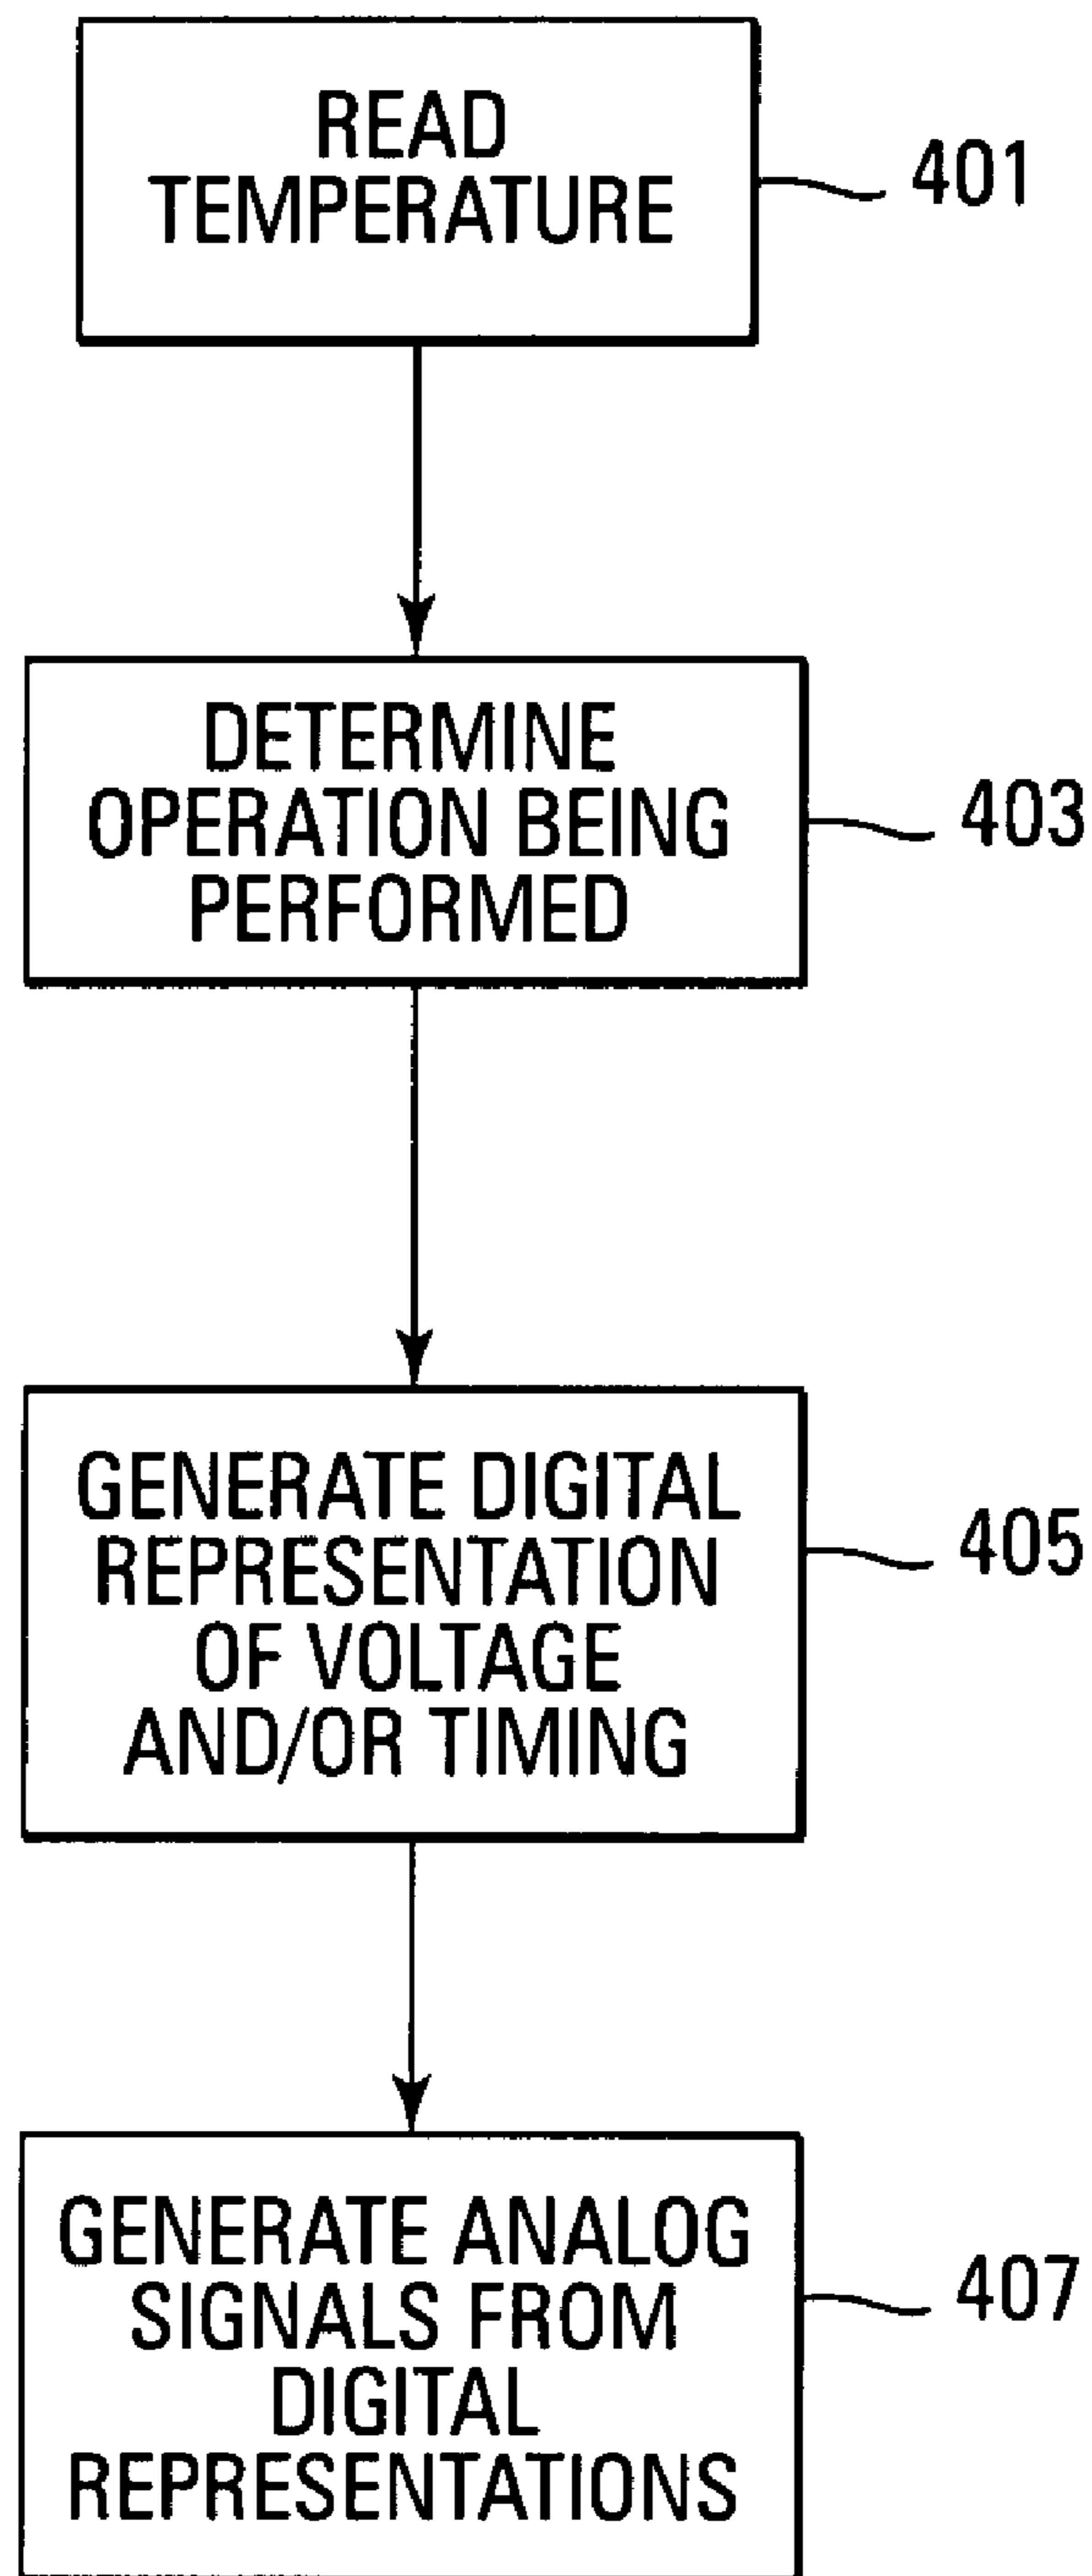 READ
TEMPERATURE
401
DETERMINE
OPERATION BEING
PERFORMED
403
GENERATE DIGITAL
REPRESENTATION
OF VOLTAGE
AND/OR TIMING
405
GENERATE ANALOG
SIGNALS FROM
DIGITAL
REPRESENTATIONS
407